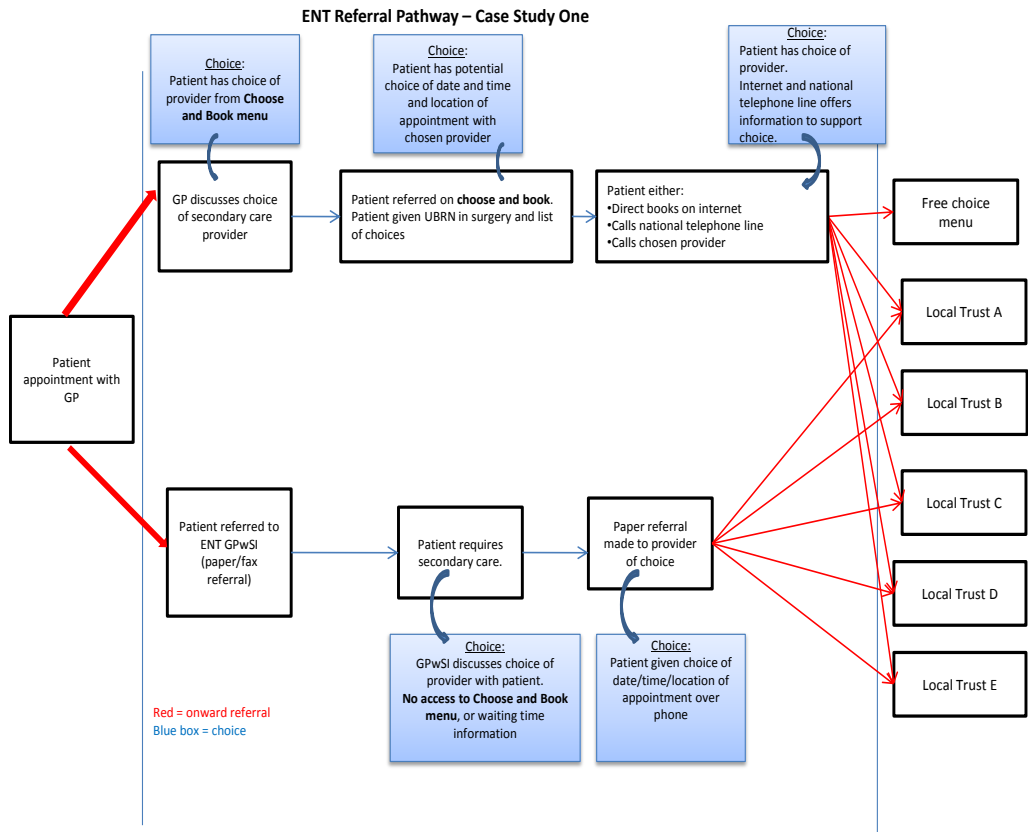 ENT Referral Pathway – Case Study One
Choice:
Patient has choice of
provider from Choose
and Book menu
Choice:
Patient has potential
choice of date and time
and location of
appointment with
chosen provider
Choice:
Patient has choice of
provider.
Internet and national
telephone line offers
information to support
choice.
GP discusses choice
of secondary care
provider
Patient referred on choose and book.
Patient given UBRN in surgery and list
of choices
Patient either:
•Direct books on internet
•Calls national telephone line
•Calls chosen provider
Free choice
menu
Local Trust A
Local Trust B
Local Trust C
Local Trust D
Local Trust E
Patient
appointment with
GP
Patient referred to
ENT GPwSI
(paper/fax
referral)
Patient requires
secondary care.
Paper referral
made to provider
of choice
Choice:
GPwSI discusses choice of
provider with patient.
No access to Choose and Book
menu, or waiting time
information
Choice:
Patient given choice of
date/time/location of
appointment over
phone
Red = onward referral
Blue box = choice